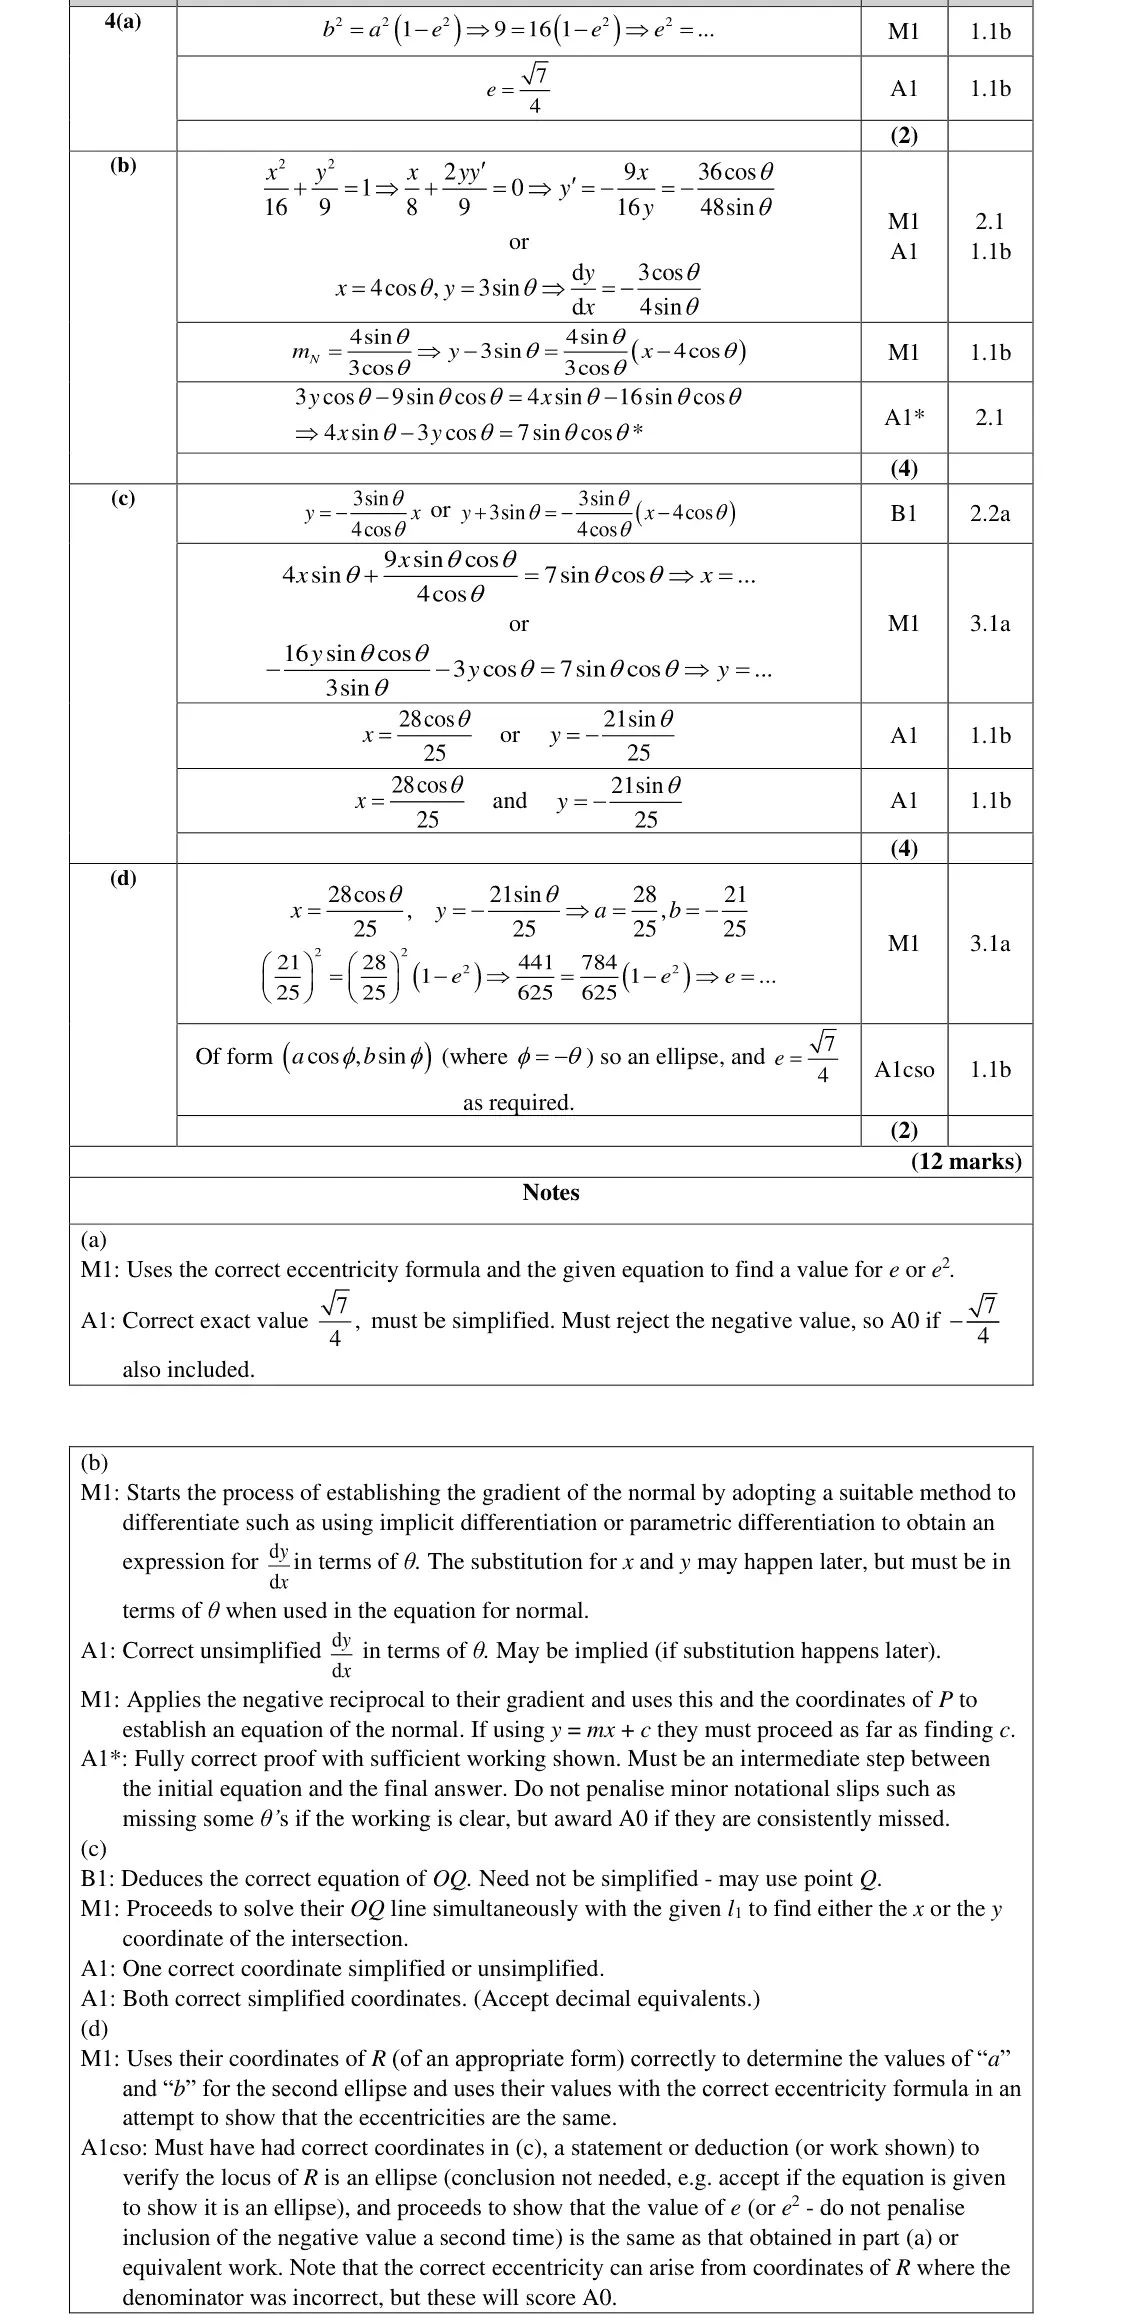 4(a)
b² = a²(1−e²) ⇒ 9 = 16(1−e²) ⇒ e² = ...
M1
1.1b
e = √7/4
A1
1.1b
(2)
(b)
x²/16 + y²/9 = 1 ⇒ x/8 + 2yy′/9 = 0 ⇒ y′ = −9x/16y = −36cosθ/48sinθ
or
x = 4cosθ, y = 3sinθ ⇒ dy/dx = −3cosθ/4sinθ
M1
A1
2.1
1.1b
m_N = 4sinθ/3cosθ ⇒ y − 3sinθ = 4sinθ/3cosθ (x − 4cosθ)
M1
1.1b
3ycosθ − 9sinθcosθ = 4xsinθ − 16sinθcosθ
⇒ 4xsinθ − 3ycosθ = 7sinθcosθ *
A1*
2.1
(4)
(c)
y = −3sinθ/4cosθ x or y + 3sinθ = −3sinθ/4cosθ (x − 4cosθ)
B1
2.2a
4xsinθ + 9xsinθcosθ/4cosθ = 7sinθcosθ ⇒ x = ...
or
−16ysinθcosθ/3sinθ − 3ycosθ = 7sinθcosθ ⇒ y = ...
M1
3.1a
x = 28cosθ/25 or y = −21sinθ/25
A1
1.1b
x = 28cosθ/25 and y = −21sinθ/25
A1
1.1b
(4)
(d)
x = 28cosθ/25, y = −21sinθ/25 ⇒ a = 28/25, b = −21/25
(21/25)² = (28/25)²(1−e²) ⇒ 441/625 = 784/625 (1−e²) ⇒ e = ...
M1
3.1a
Of form (a cosϕ, b sinϕ) (where ϕ = −θ) so an ellipse, and e = √7/4
as required.
A1cso
1.1b
(2)
(12 marks)
Notes
(a)
M1: Uses the correct eccentricity formula and the given equation to find a value for e or e².
A1: Correct exact value √7/4, must be simplified. Must reject the negative value, so A0 if −√7/4
also included.
(b)
M1: Starts the process of establishing the gradient of the normal by adopting a suitable method to
differentiate such as using implicit differentiation or parametric differentiation to obtain an
expression for dy/dx in terms of θ. The substitution for x and y may happen later, but must be in
terms of θ when used in the equation for normal.
A1: Correct unsimplified dy/dx in terms of θ. May be implied (if substitution happens later).
M1: Applies the negative reciprocal to their gradient and uses this and the coordinates of P to
establish an equation of the normal. If using y = mx + c they must proceed as far as finding c.
A1*: Fully correct proof with sufficient working shown. Must be an intermediate step between
the initial equation and the final answer. Do not penalise minor notational slips such as
missing some θ's if the working is clear, but award A0 if they are consistently missed.
(c)
B1: Deduces the correct equation of OQ. Need not be simplified - may use point Q.
M1: Proceeds to solve their OQ line simultaneously with the given l₁ to find either the x or the y
coordinate of the intersection.
A1: One correct coordinate simplified or unsimplified.
A1: Both correct simplified coordinates. (Accept decimal equivalents.)
(d)
M1: Uses their coordinates of R (of an appropriate form) correctly to determine the values of “a”
and “b” for the second ellipse and uses their values with the correct eccentricity formula in an
attempt to show that the eccentricities are the same.
A1cso: Must have had correct coordinates in (c), a statement or deduction (or work shown) to
verify the locus of R is an ellipse (conclusion not needed, e.g. accept if the equation is given
to show it is an ellipse), and proceeds to show that the value of e (or e² - do not penalise
inclusion of the negative value a second time) is the same as that obtained in part (a) or
equivalent work. Note that the correct eccentricity can arise from coordinates of R where the
denominator was incorrect, but these will score A0.